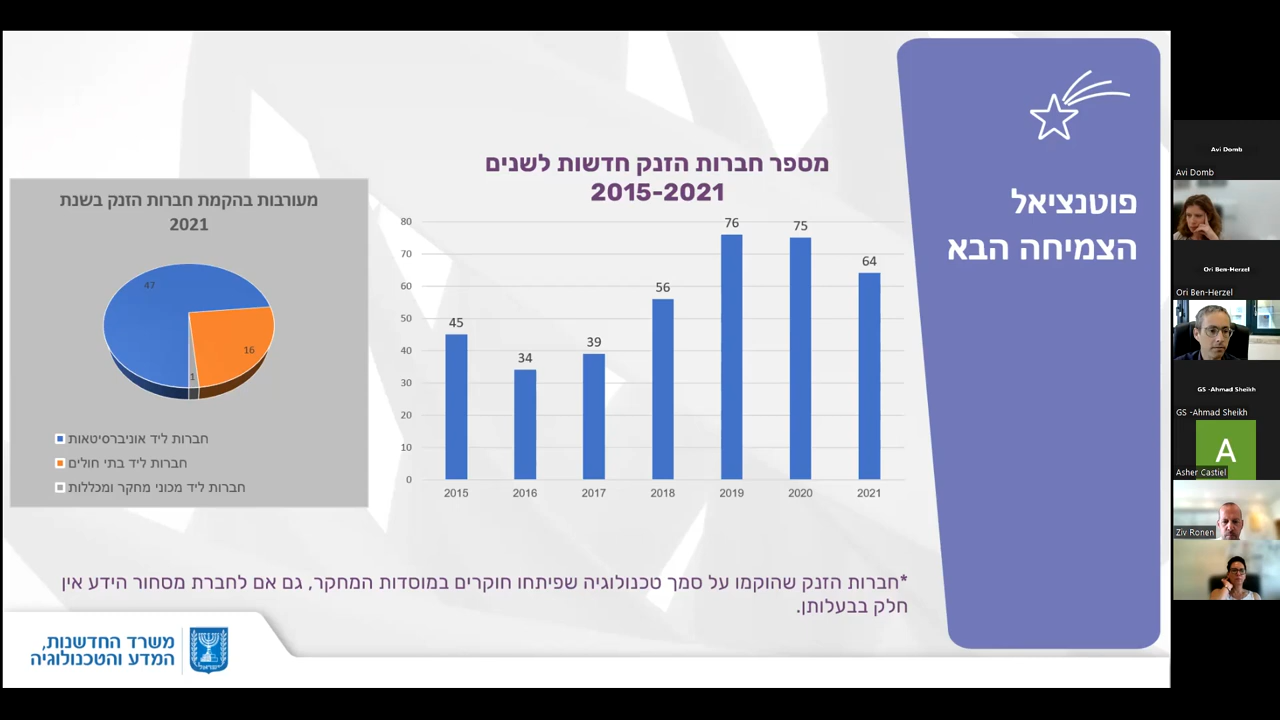 פוטנציאל
הצמיחה הבא
מספר חברות הזנק חדשות לשנים
2015-2021
80
70
60
50
40
30
20
10
0
45
34
39
56
76
75
64
2015
2016
2017
2018
2019
2020
2021
מעורבות בהקמת חברות הזנק בשנת
2021
47
16
1
חברות ליד אוניברסיטאות
חברות ליד בתי חולים
חברות ליד מכוני מחקר ומכללות
*חברות הזנק שהוקמו על סמך טכנולוגיה שפיתחו חוקרים במוסדות המחקר, גם אם לחברת מסחור הידע אין
חלק בבעלותן.
משרד החדשנות,
המדע והטכנולוגיה
ישראל
Avi Domb
Avi Domb
Ori Ben-Herzel
Ori Ben-Herzel
GS -Ahmad Sheikh
GS -Ahmad Sheikh
A
Asher Castiel
Ziv Ronen